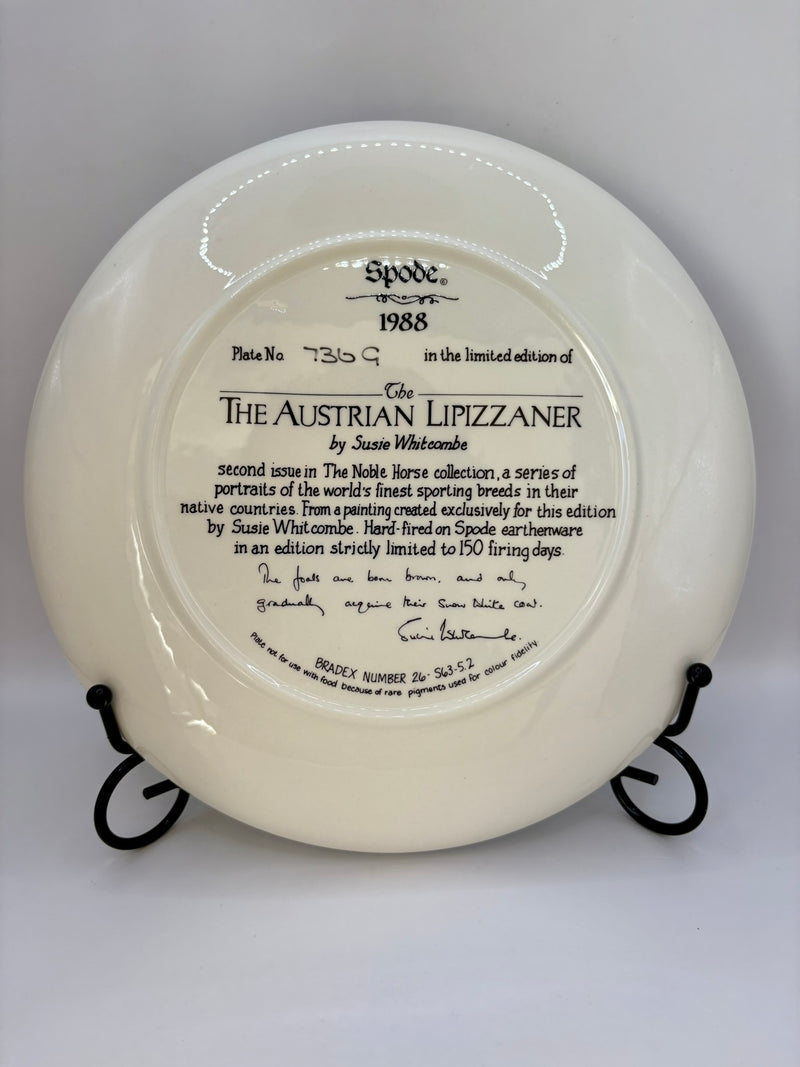 Spode®
1988
Plate No. 736 G in the limited edition of
The
THE AUSTRIAN LIPIZZANER
by Susie Whitcombe
second issue in The Noble Horse collection, a series of
portraits of the world's finest sporting breeds in their
native countries. From a painting created exclusively for this edition
by Susie Whitcombe. Hard-fired on Spode earthenware
in an edition strictly limited to 150 firing days.
The foals are born brown, and only
gradually acquire their Snow White coat.
Susie Whitcombe.
BRADEX NUMBER 26-S63-5.2
Plate not for use with food because of rare pigments used for colour fidelity.